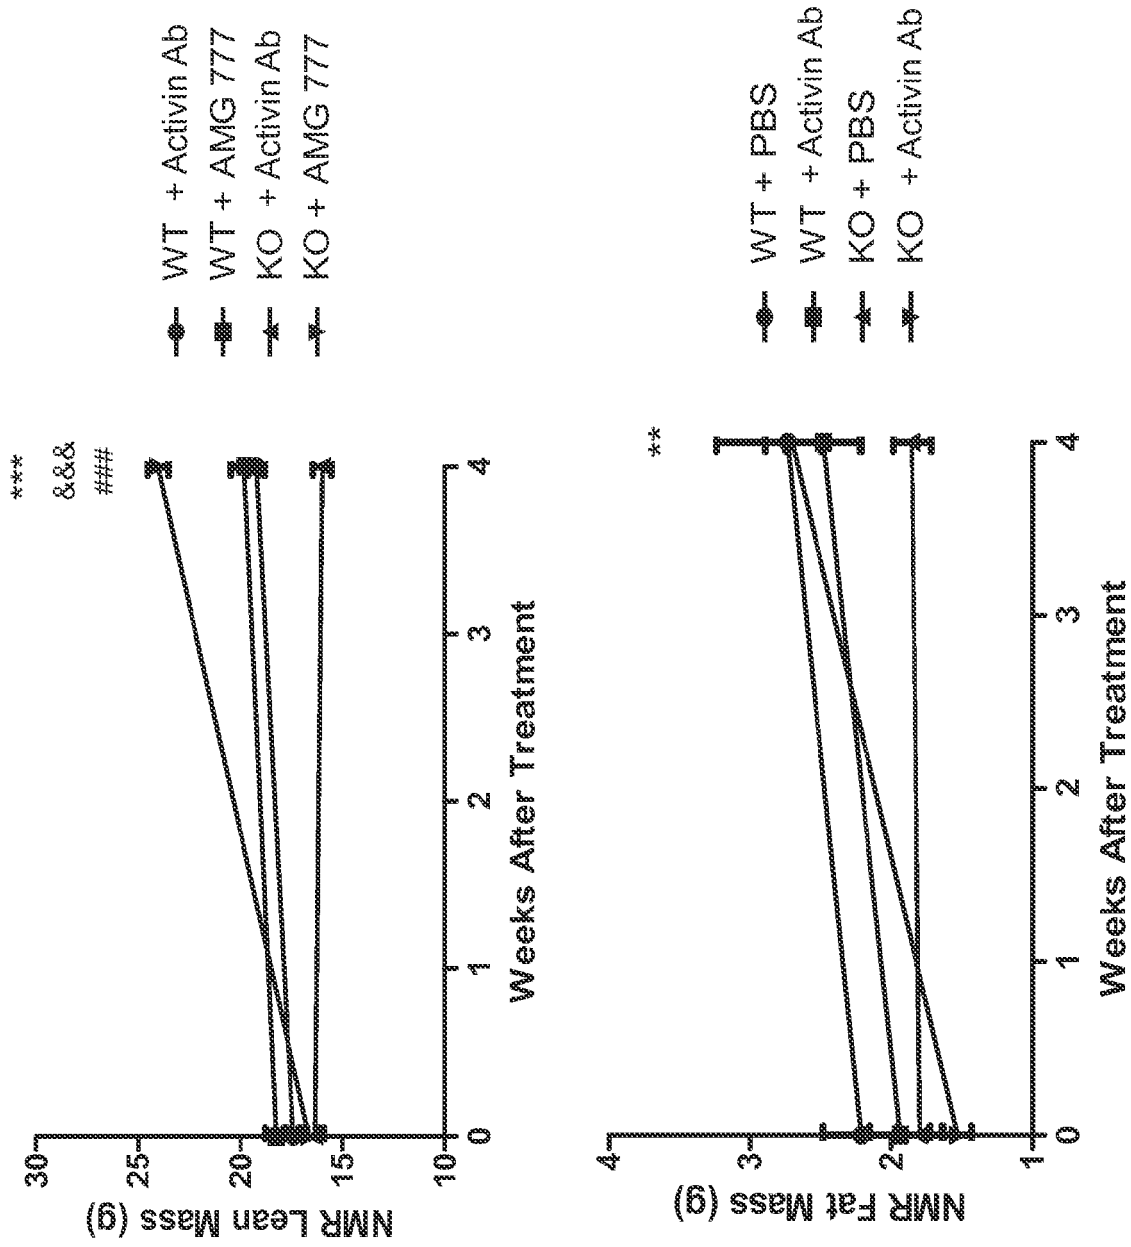 NMR Lean Mass (g)
30
25
20
15
10
0
1
2
3
4
Weeks After Treatment
***
&&&
###
WT + Activin Ab
WT + AMG 777
KO + Activin Ab
KO + AMG 777
NMR Fat Mass (g)
4
3
2
1
0
1
2
3
4
Weeks After Treatment
**
WT + PBS
WT + Activin Ab
KO + PBS
KO + Activin Ab